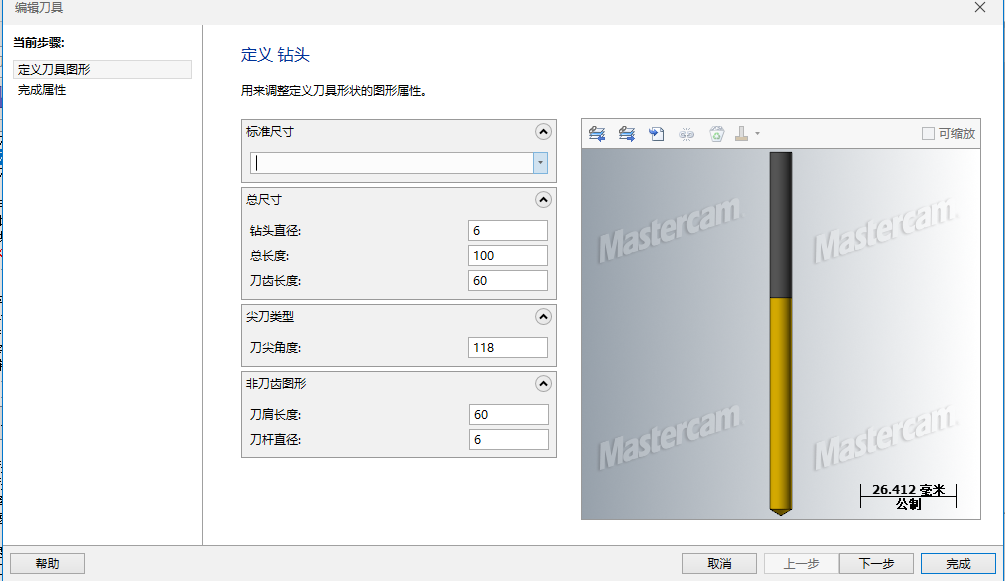 编辑刀具
当前步骤:
定义刀具图形
完成属性
定义 钻头
用来调整定义刀具形状的图形属性。
标准尺寸
总尺寸
钻头直径: 6
总长度: 100
刀齿长度: 60
尖刀类型
刀尖角度: 118
非刀齿图形
刀肩长度: 60
刀杆直径: 6
可缩放
Mastercam
Mastercam
Mastercam
Mastercam
26.412 毫米
公制
帮助
取消
上一步
下一步
完成